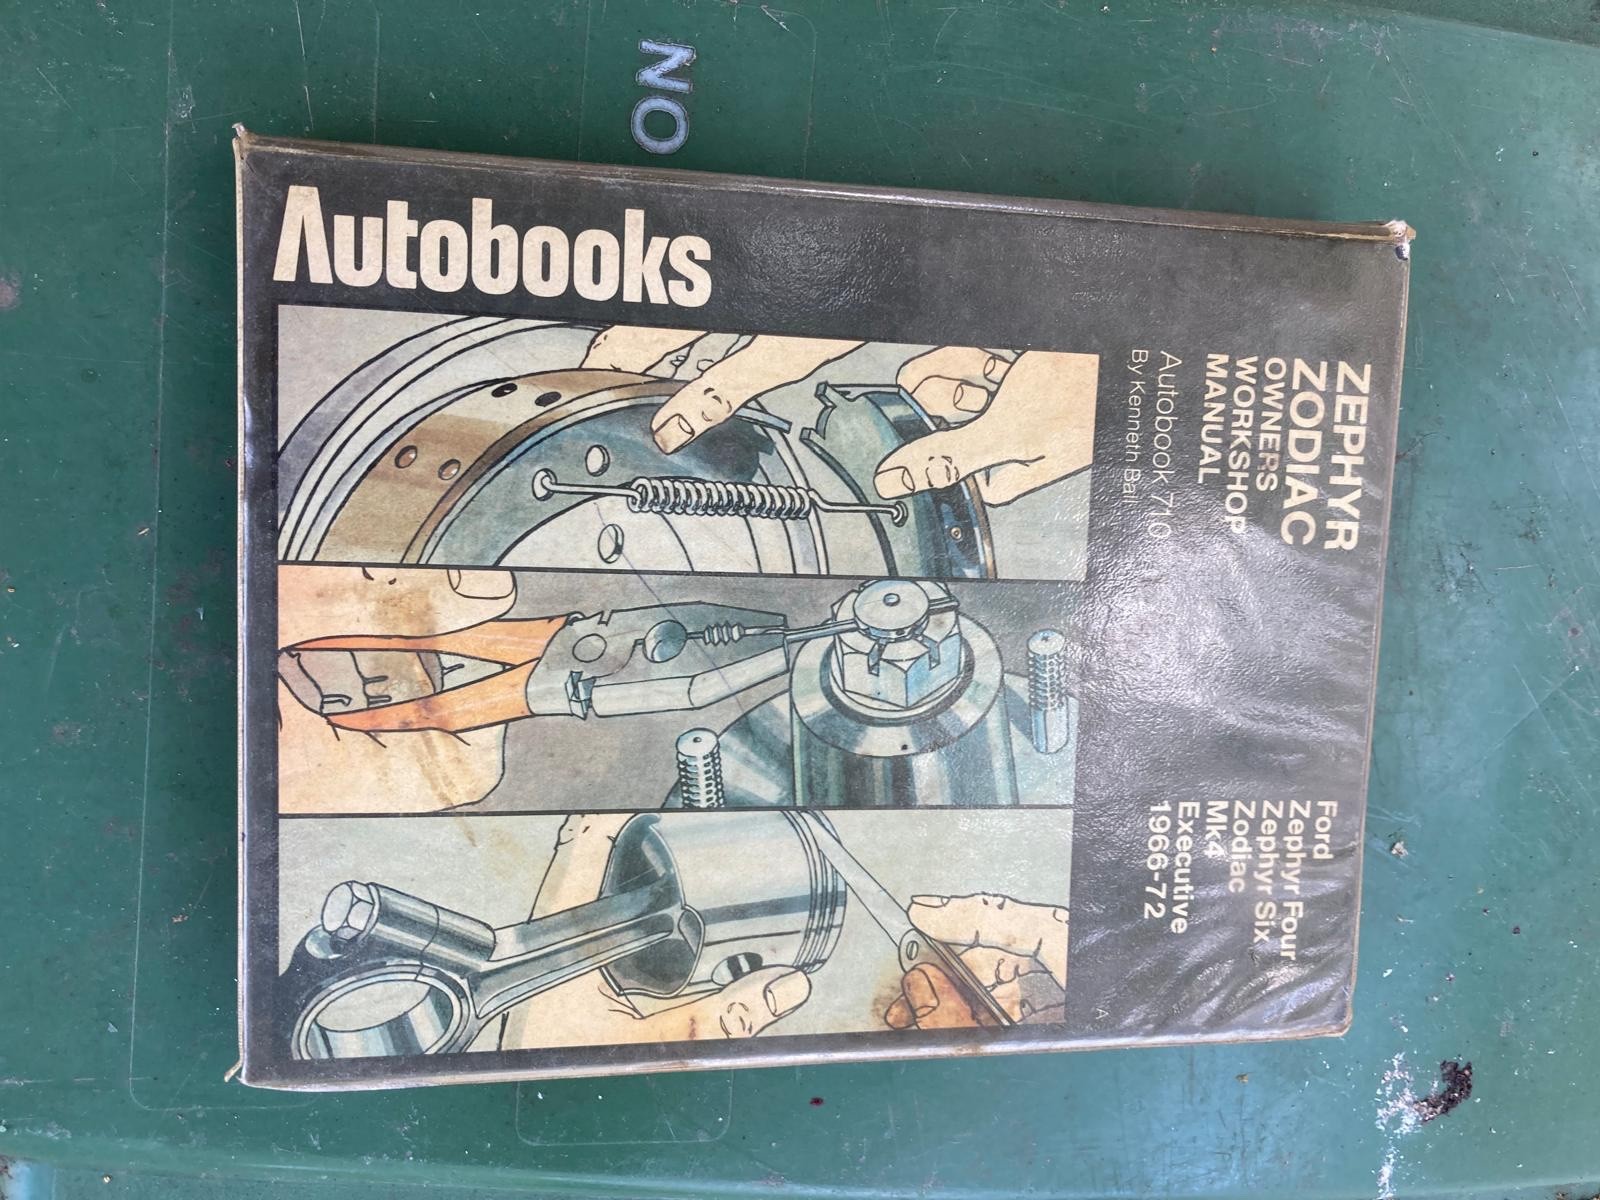 NO
ZEPHYR
ZODIAC
OWNERS
WORKSHOP
MANUAL
Autobook 710
By Kenneth Ball
Ford
Zephyr Four
Zephyr Six
Zodiac
Mk4
Executive
1966-72
A
Autobooks